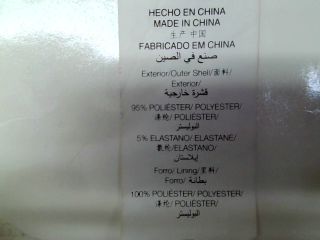 HECHO EN CHINA
MADE IN CHINA
生产 中国
FABRICADO EM CHINA
صنع في الصين
Exterior/Outer Shell/面料/
Exterior/
قشرة خارجية
95% POLIÉSTER/ POLYESTER/
涤纶/ POLIÉSTER/
البوليستر
5% ELASTANO/ ELASTANE/
氨纶/ELASTANO/
إيلاستان
Forro/ Lining/里料/
Forro/ بطانة
100% POLIÉSTER/ POLYESTER/
涤纶/ POLIÉSTER/
البوليستر